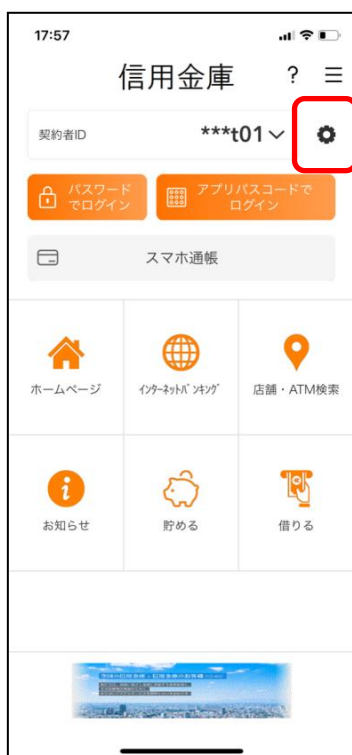 17:57
信用金庫 ?
契約者ID ***t01
パスワード
でログイン
アプリパスコードで
ログイン
スマホ通帳
ホームページ
インターネットバンキング
店舗・ATM検索
お知らせ
貯める
借りる